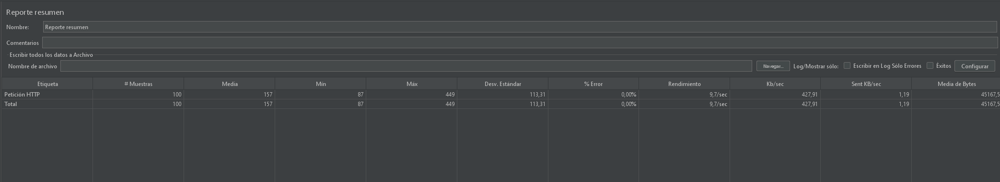 Reporte resumen
Nombre: Reporte resumen
Comentarios
Escribir todos los datos a Archivo
Nombre de archivo Navegar... Log/Mostrar sólo: Escribir en Log Sólo Errores Éxitos Configurar
Etiqueta # Muestras Media Mín Máx Desv. Estándar % Error Rendimiento Kb/sec Sent KB/sec Media de Bytes
Petición HTTP 100 157 87 449 113,31 0,00% 9,7/sec 427,91 1,19 45167,5
Total 100 157 87 449 113,31 0,00% 9,7/sec 427,91 1,19 45167,5